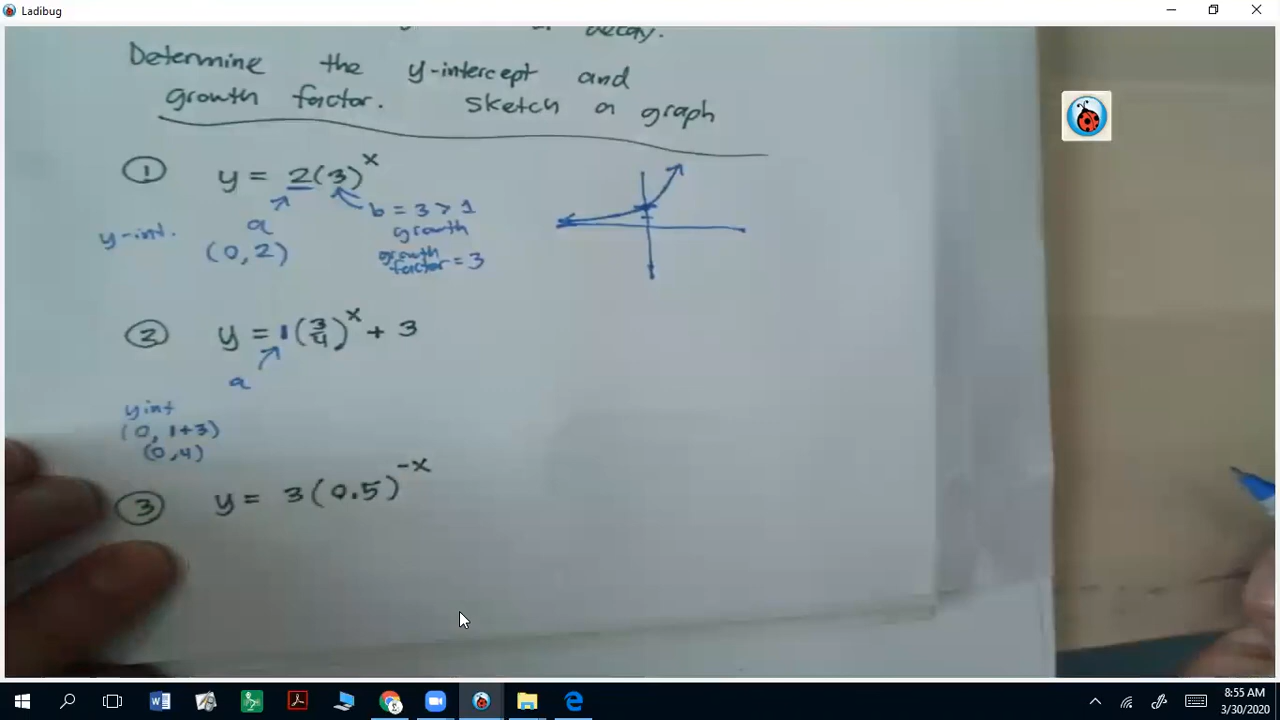 Ladibug
decay.
Determine the y-intercept and
growth factor. Sketch a graph
① y = 2(3)^x
a
b = 3 > 1
growth
y-int.
(0, 2)
growth
factor = 3
② y = 1(3/4)^x + 3
a
y int
(0, 1+3)
(0, 4)
③ y = 3(0.5)^-x
8:55 AM
3/30/2020